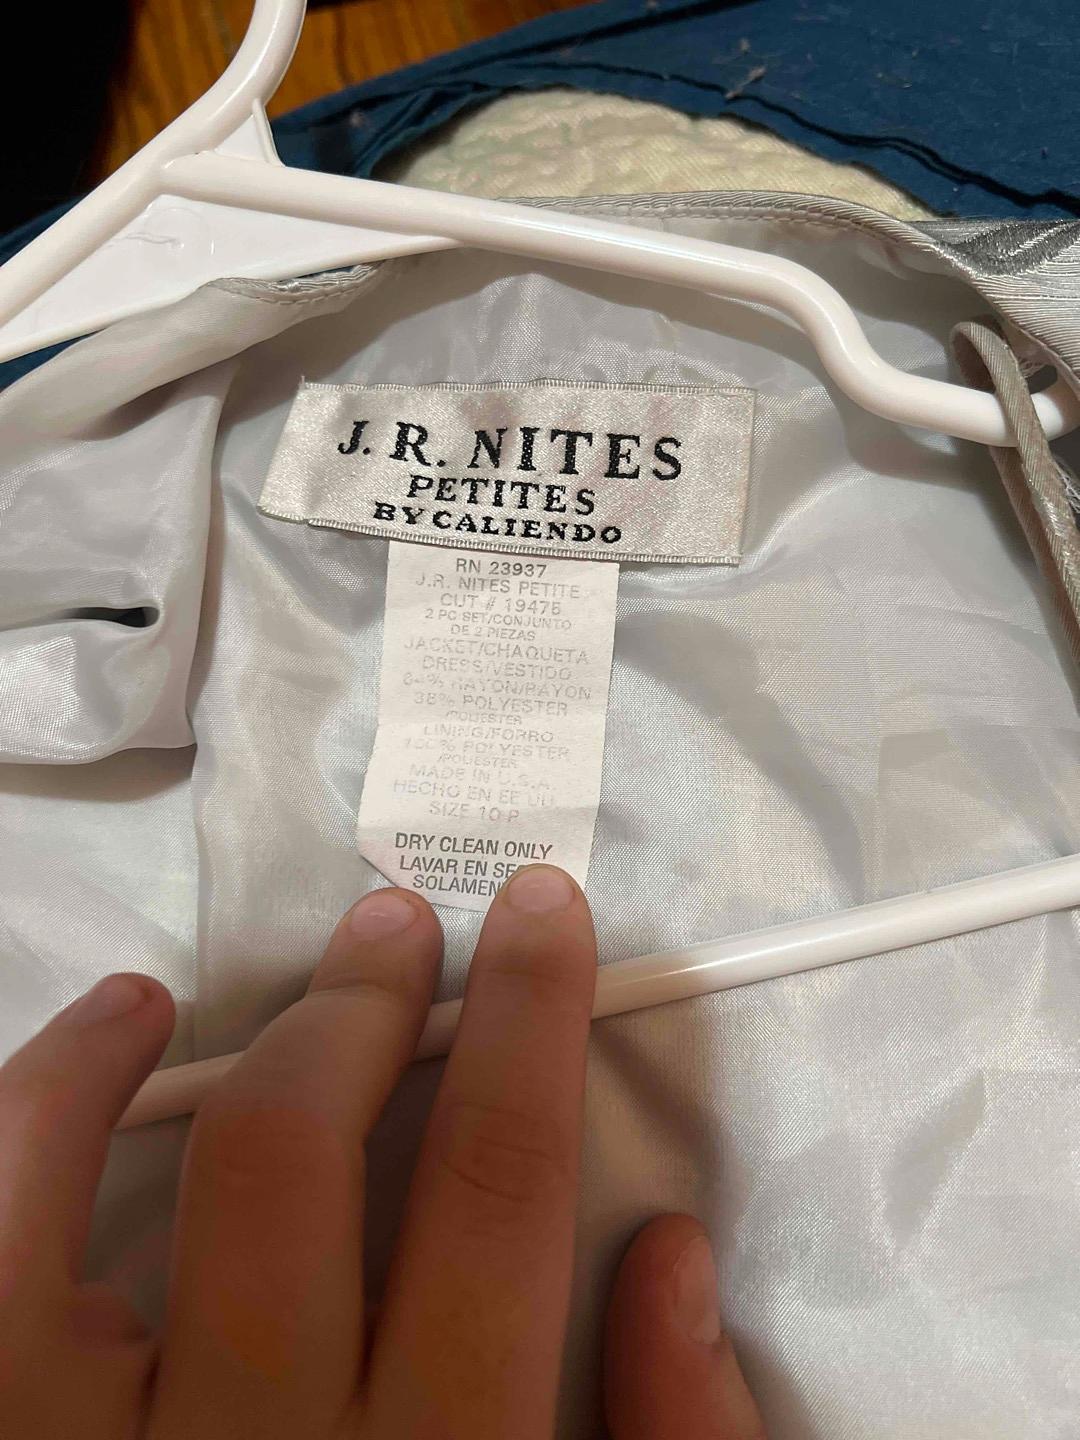 J. R. NITES
PETITES
BY CALIENDO
RN 23937
J.R. NITES PETITE
CUT # 19475
2 PC SET/CONJUNTO
DE 2 PIEZAS
JACKET/CHAQUETA
DRESS/VESTIDO
RAYON/RAYON
38% POLYESTER
/POLIESTER
LINING/FORRO
100% POLYESTER
/POLIESTER
MADE IN U.S.A.
HECHO EN EE UU
SIZE 10 P
DRY CLEAN ONLY
LAVAR EN